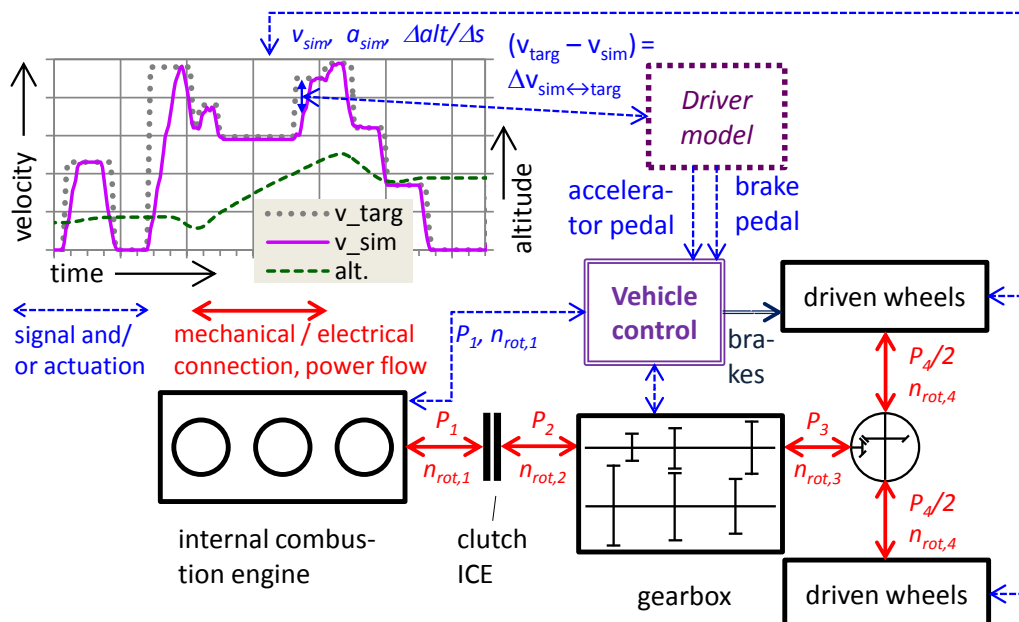 v_sim, a_sim, Δalt/Δs
(v_targ – v_sim) =
Δv_sim↔targ
Driver
model
velocity
altitude
v_targ
v_sim
alt.
time
accelera-
tor pedal
brake
pedal
signal and/
or actuation
mechanical / electrical
connection, power flow
P_1, n_rot,1
Vehicle
control
bra-
kes
driven wheels
P_4/2
n_rot,4
P_1
n_rot,1
P_2
n_rot,2
P_3
n_rot,3
P_4/2
n_rot,4
internal combus-
tion engine
clutch
ICE
gearbox
driven wheels